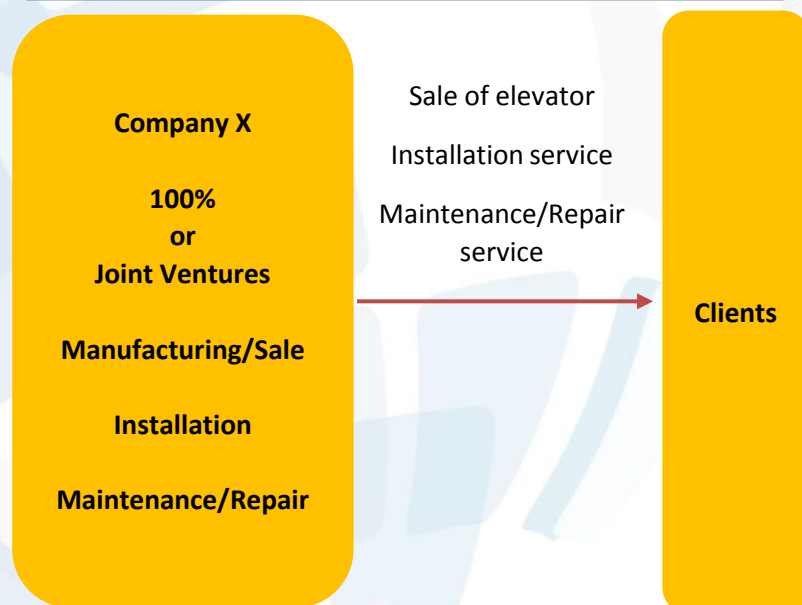 Company X
100%
or
Joint Ventures
Manufacturing/Sale
Installation
Maintenance/Repair
Sale of elevator
Installation service
Maintenance/Repair
service
Clients